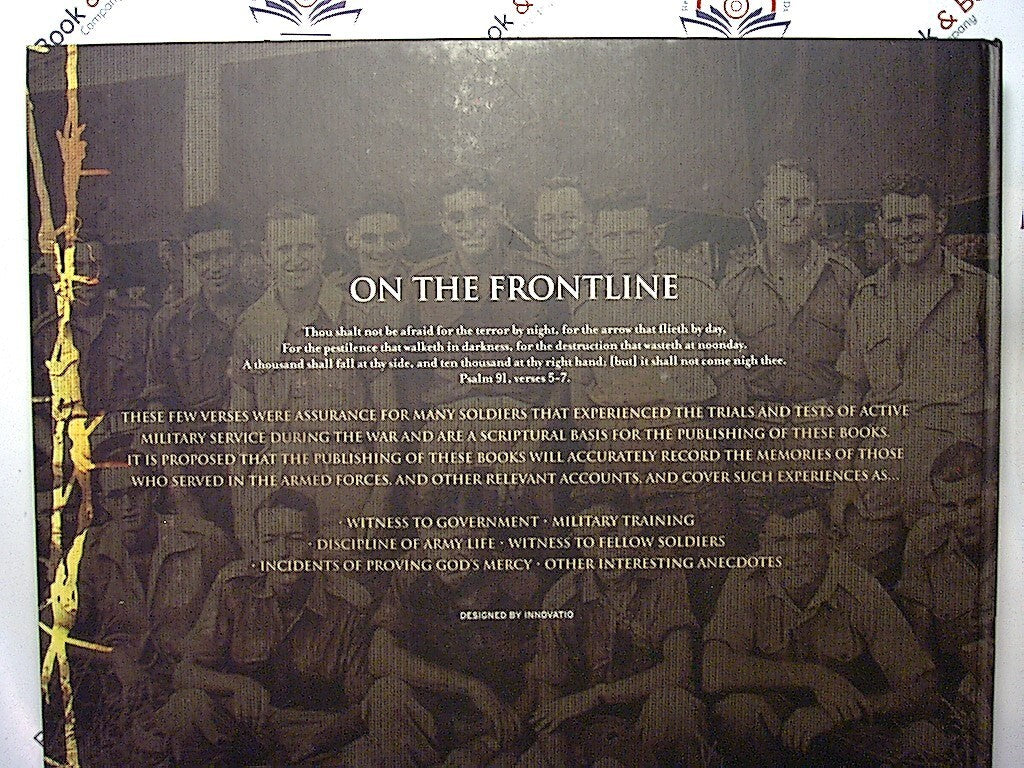 Book &
Company
ok &
ok & B
pany
ON THE FRONTLINE
Thou shalt not be afraid for the terror by night, for the arrow that flieth by day,
For the pestilence that walketh in darkness, for the destruction that wasteth at noonday.
A thousand shall fall at thy side, and ten thousand at thy right hand; [but] it shall not come nigh thee.
Psalm 91, verses 5-7.
THESE FEW VERSES WERE ASSURANCE FOR MANY SOLDIERS THAT EXPERIENCED THE TRIALS AND TESTS OF ACTIVE
MILITARY SERVICE DURING THE WAR AND ARE A SCRIPTURAL BASIS FOR THE PUBLISHING OF THESE BOOKS.
IT IS PROPOSED THAT THE PUBLISHING OF THESE BOOKS WILL ACCURATELY RECORD THE MEMORIES OF THOSE
WHO SERVED IN THE ARMED FORCES, AND OTHER RELEVANT ACCOUNTS, AND COVER SUCH EXPERIENCES AS...
· WITNESS TO GOVERNMENT · MILITARY TRAINING
· DISCIPLINE OF ARMY LIFE · WITNESS TO FELLOW SOLDIERS
· INCIDENTS OF PROVING GOD'S MERCY · OTHER INTERESTING ANECDOTES
DESIGNED BY INNOVATIO